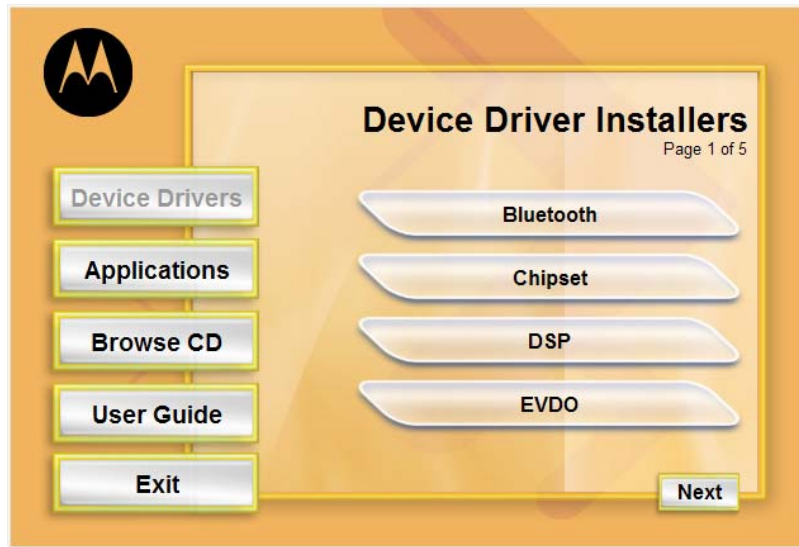 Device Driver Installers
Page 1 of 5
Device Drivers
Applications
Browse CD
User Guide
Exit
Bluetooth
Chipset
DSP
EVDO
Next